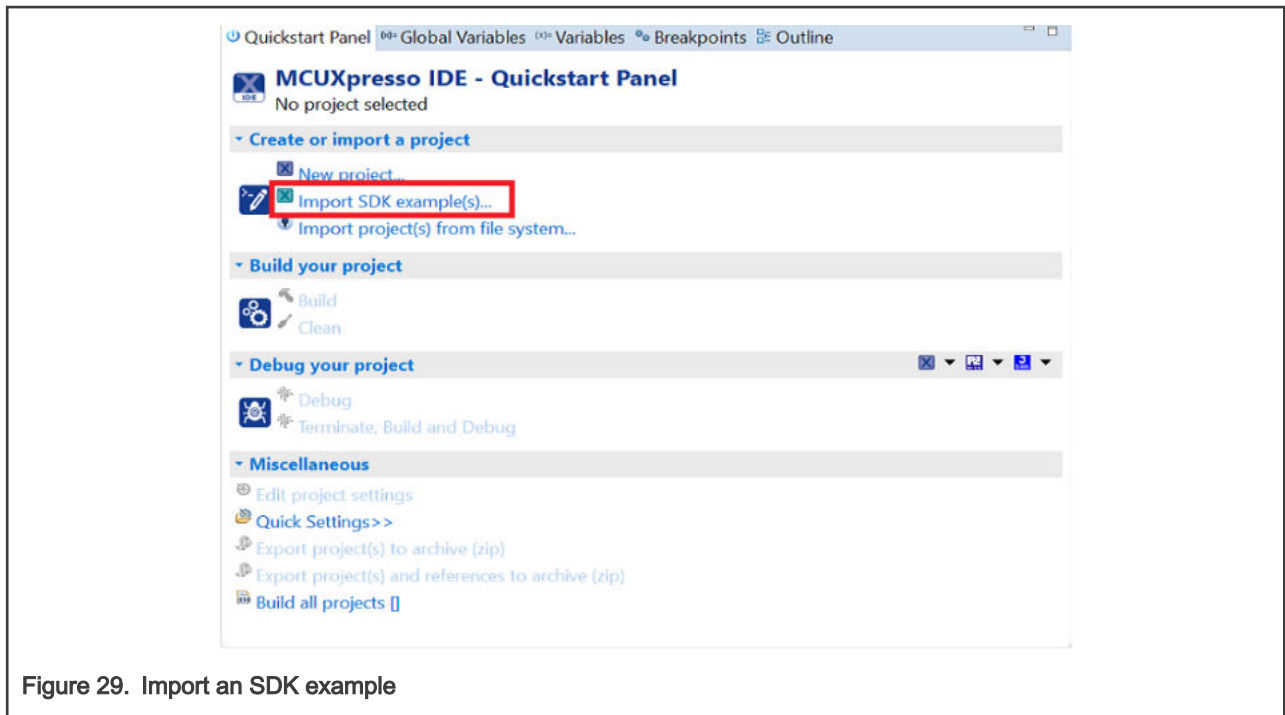 Quickstart Panel (x)= Global Variables (x)= Variables Breakpoints Outline
MCUXpresso IDE - Quickstart Panel
IDE
No project selected
Create or import a project
New project...
Import SDK example(s)...
Import project(s) from file system...
Build your project
Build
Clean
Debug your project
Debug
Terminate, Build and Debug
Miscellaneous
Edit project settings
Quick Settings>>
Export project(s) to archive (zip)
Export project(s) and references to archive (zip)
Build all projects []
Figure 29. Import an SDK example